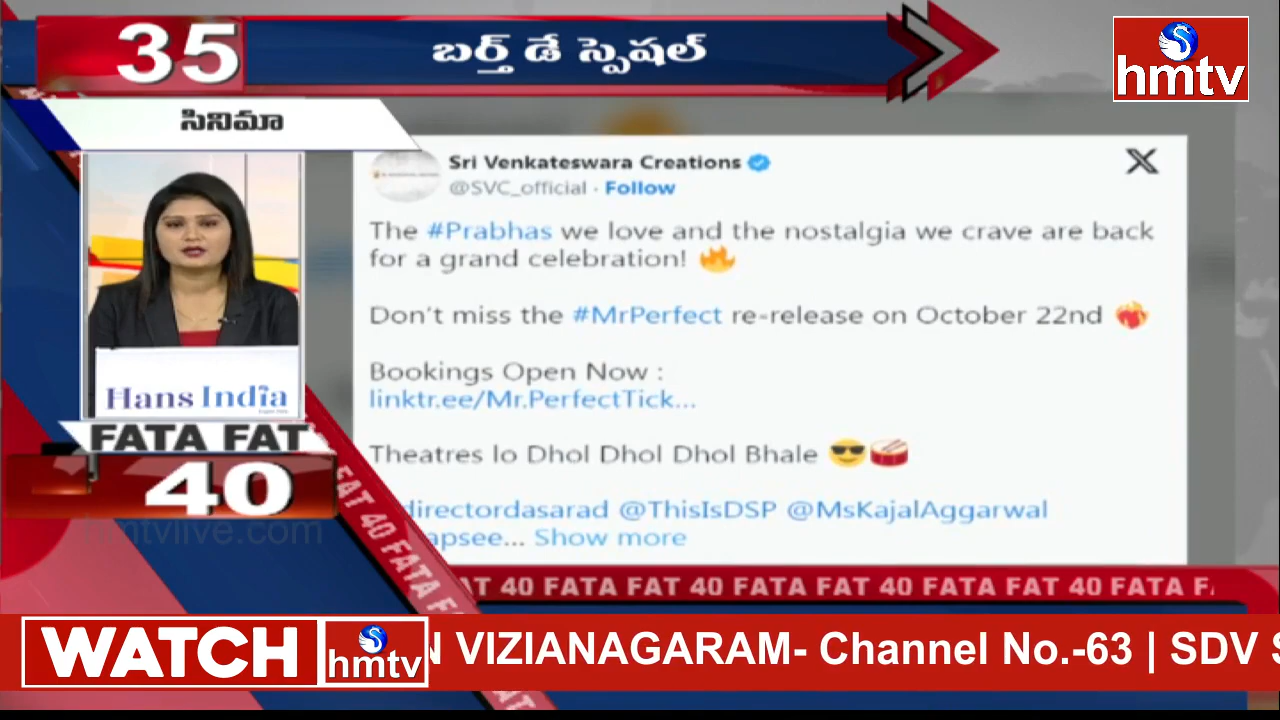 35
బర్త్ డే స్పెషల్
hmtv
సినిమా
Sri Venkateswara Creations
@SVC_official · Follow
The #Prabhas we love and the nostalgia we crave are back
for a grand celebration! 🔥
Don't miss the #MrPerfect re-release on October 22nd ❤️‍🔥
Bookings Open Now :
linktr.ee/Mr.PerfectTick...
Theatres lo Dhol Dhol Dhol Bhale 😎🥁
directordasarad @ThisIsDSP @MsKajalAggarwal
apsee... Show more
Hans India
FATA FAT
40
hmtvlive.com
FAT 40 FATA F
AT 40 FATA FAT 40 FATA FAT 40 FATA FAT 40 FATA F
WATCH hmtv
N VIZIANAGARAM- Channel No.-63 | SDV S